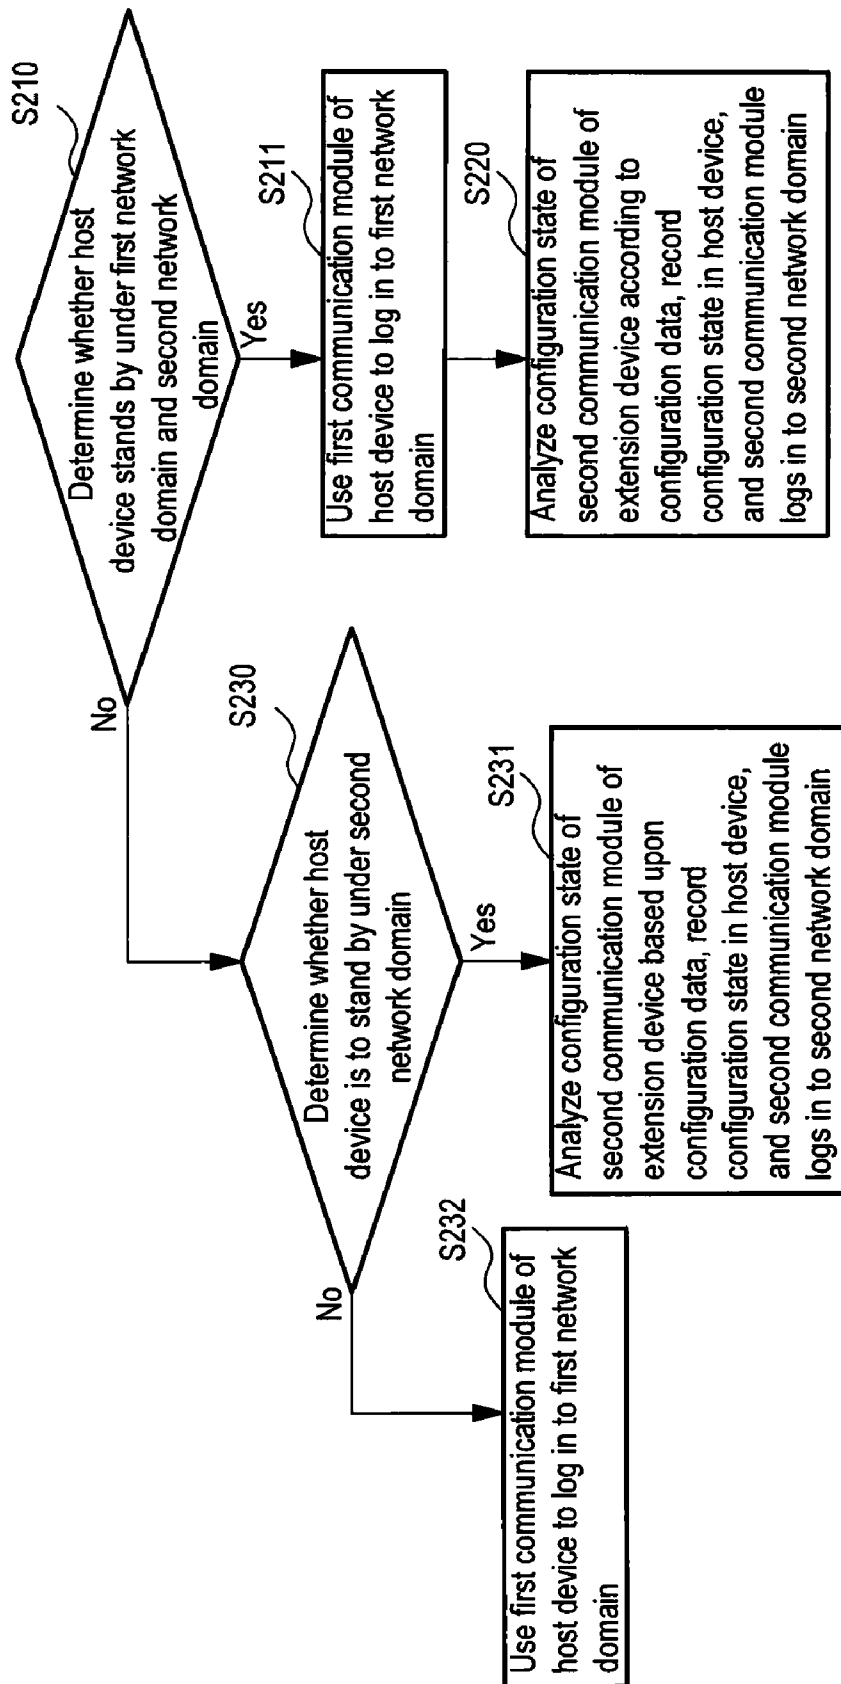 S210
Determine whether host
device stands by under first network
domain and second network
domain
Yes
No
S211
Use first communication module of
host device to log in to first network
domain
S220
Analyze configuration state of
second communication module of
extension device according to
configuration data, record
configuration state in host device,
and second communication module
logs in to second network domain
S230
Determine whether host
device is to stand by under second
network domain
Yes
No
S231
Analyze configuration state of
second communication module of
extension device based upon
configuration data, record
configuration state in host device,
and second communication module
logs in to second network domain
S232
Use first communication module of
host device to log in to first network
domain